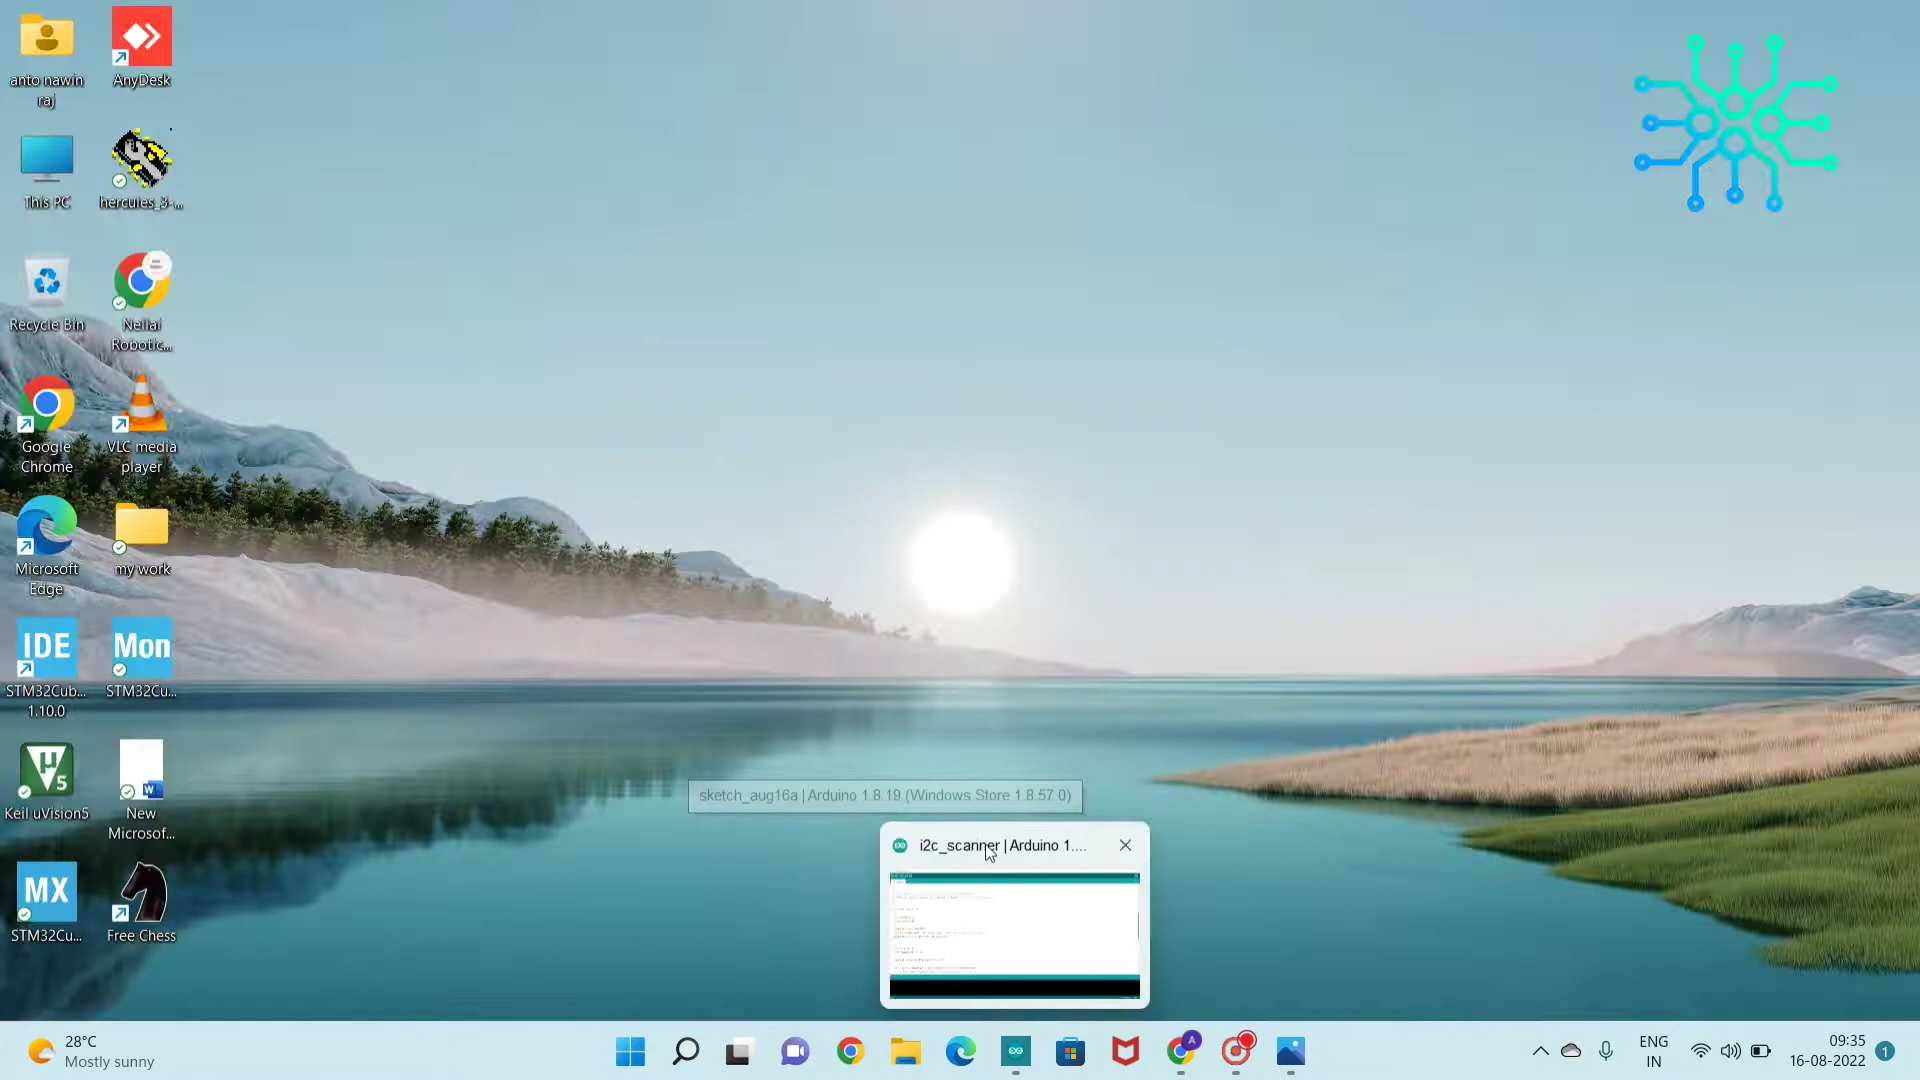 anto nawin
raj
AnyDesk
This PC
hercules_3-...
Recycle Bin
Nellai
Robotic...
Google
Chrome
VLC media
player
Microsoft
Edge
my work
IDE
STM32Cub...
1.10.0
Mon
STM32Cu...
μ
5
Keil uVision5
W
New
Microsof...
MX
STM32Cu...
Free Chess
sketch_aug16a | Arduino 1.8.19 (Windows Store 1.8.57.0)
i2c_scanner | Arduino 1....
28°C
Mostly sunny
A
ENG
IN
09:35
16-08-2022
1